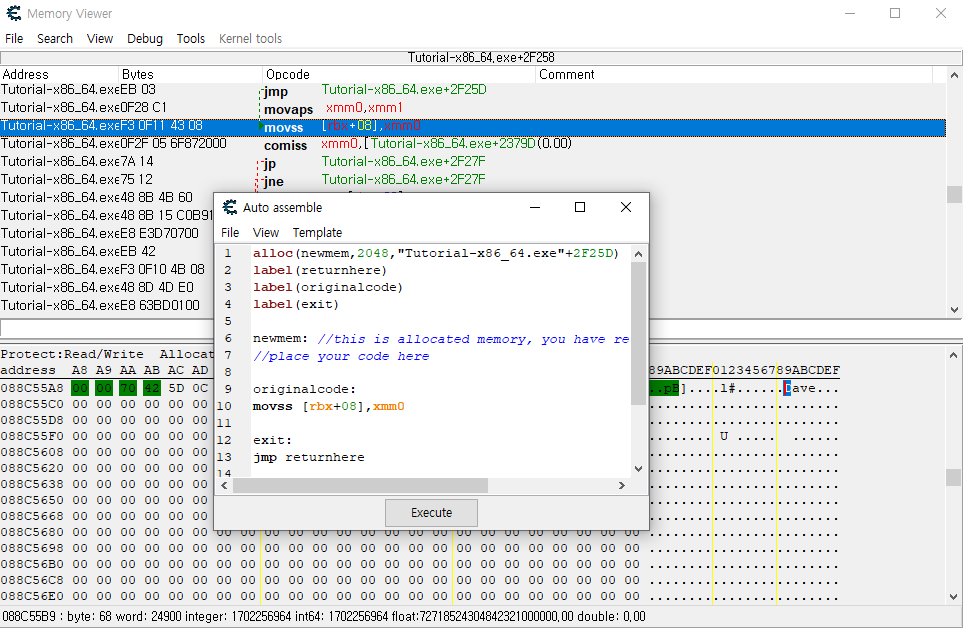 Memory Viewer
File Search View Debug Tools Kernel tools
Tutorial-x86_64.exe+2F258
Address Bytes Opcode Comment
Tutorial-x86_64.exe EB 03 jmp Tutorial-x86_64.exe+2F25D
Tutorial-x86_64.exe 0F28 C1 movaps xmm0,xmm1
Tutorial-x86_64.exe F3 0F11 43 08 movss [rbx+08],xmm0
Tutorial-x86_64.exe 0F2F 05 6F872000 comiss xmm0,[Tutorial-x86_64.exe+2379D(0.00)
Tutorial-x86_64.exe 7A 14 jp Tutorial-x86_64.exe+2F27F
Tutorial-x86_64.exe 75 12 jne Tutorial-x86_64.exe+2F27F
Tutorial-x86_64.exe 48 8B 4B 60
Tutorial-x86_64.exe 48 8B 15 C0B91
Tutorial-x86_64.exe E8 E3D70700
Tutorial-x86_64.exe EB 42
Tutorial-x86_64.exe F3 0F10 4B 08
Tutorial-x86_64.exe 48 8D 4D E0
Tutorial-x86_64.exe E8 63BD0100
Auto assemble
File View Template
1 alloc(newmem,2048,"Tutorial-x86_64.exe"+2F25D)
2 label(returnhere)
3 label(originalcode)
4 label(exit)
5
6 newmem: //this is allocated memory, you have re
7 //place your code here
8
9 originalcode:
10 movss [rbx+08],xmm0
11
12 exit:
13 jmp returnhere
14
Execute
Protect:Read/Write Allocat
address A8 A9 AA AB AC AD 89ABCDEF0123456789ABCDEF
088C55A8 00 00 70 42 5D 0C ..pB]....l#......Dave...
088C55C0 00 00 00 00 00 00 ........................
088C55D8 00 00 00 00 00 00 ........................
088C55F0 00 00 00 00 00 00 U
088C5608 00 00 00 00 00 00 ........................
088C5620 00 00 00 00 00 00 ........................
088C5638 00 00 00 00 00 00 ........................
088C5650 00 00 00 00 00 00 ........................
088C5668 00 00 00 00 00 00 ........................
088C5680 00 00 00 00 00 00 00 00 00 00 00 00 00 00 00 00 00 00 00 00 00 00 00 00 ........................
088C5698 00 00 00 00 00 00 00 00 00 00 00 00 00 00 00 00 00 00 00 00 00 00 00 00 ........................
088C56B0 00 00 00 00 00 00 00 00 00 00 00 00 00 00 00 00 00 00 00 00 00 00 00 00 ........................
088C56C8 00 00 00 00 00 00 00 00 00 00 00 00 00 00 00 00 00 00 00 00 00 00 00 00 ........................
088C56E0 00 00 00 00 00 00 00 00 00 00 00 00 00 00 00 00 00 00 00 00 00 00 00 00 ........................
088C55B9 : byte: 68 word: 24900 integer: 1702256964 int64: 1702256964 float:72718524304842321000000,00 double: 0,00